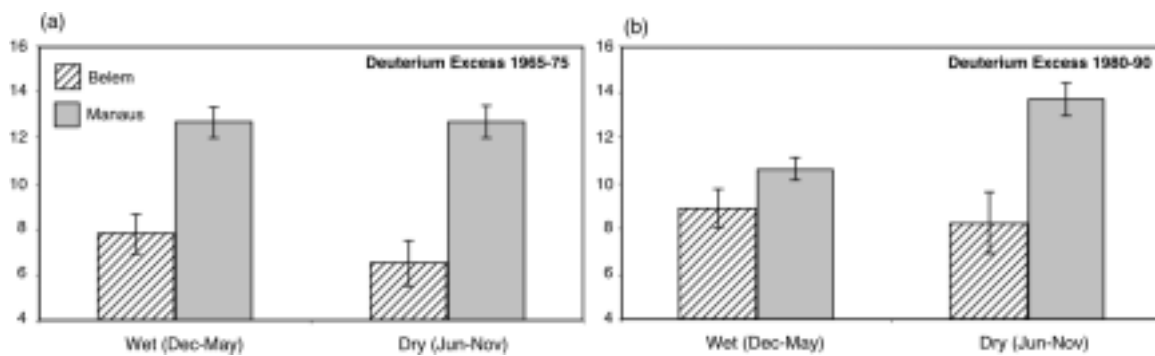 (a)
Deuterium Excess 1965-75
Belem
Manaus
16
14
12
10
8
6
4
Wet (Dec-May)
Dry (Jun-Nov)
(b)
Deuterium Excess 1980-90
16
14
12
10
8
6
4
Wet (Dec-May)
Dry (Jun-Nov)